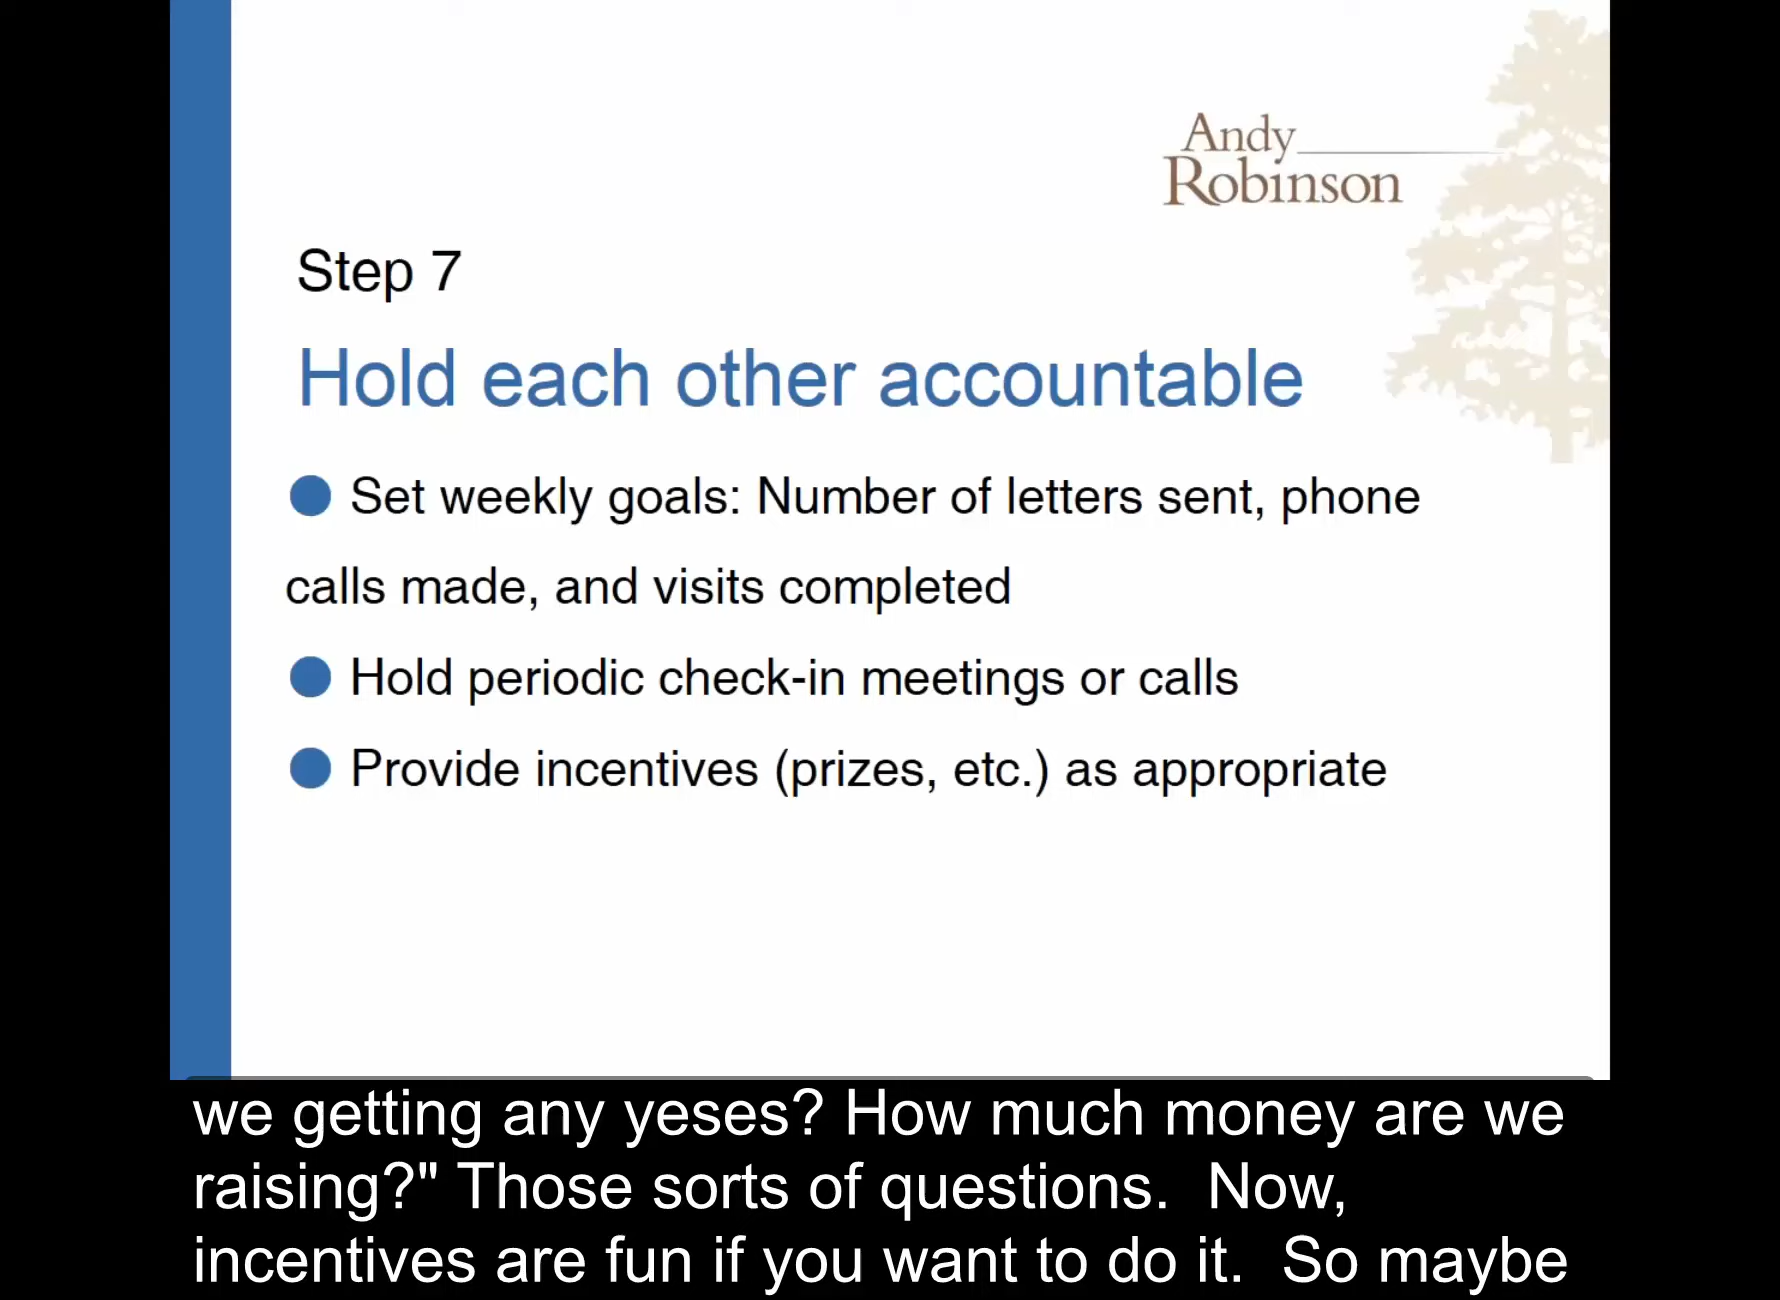 Andy
Robinson
Step 7
Hold each other accountable
● Set weekly goals: Number of letters sent, phone
calls made, and visits completed
● Hold periodic check-in meetings or calls
● Provide incentives (prizes, etc.) as appropriate
we getting any yeses? How much money are we
raising?" Those sorts of questions.  Now,
incentives are fun if you want to do it.  So maybe